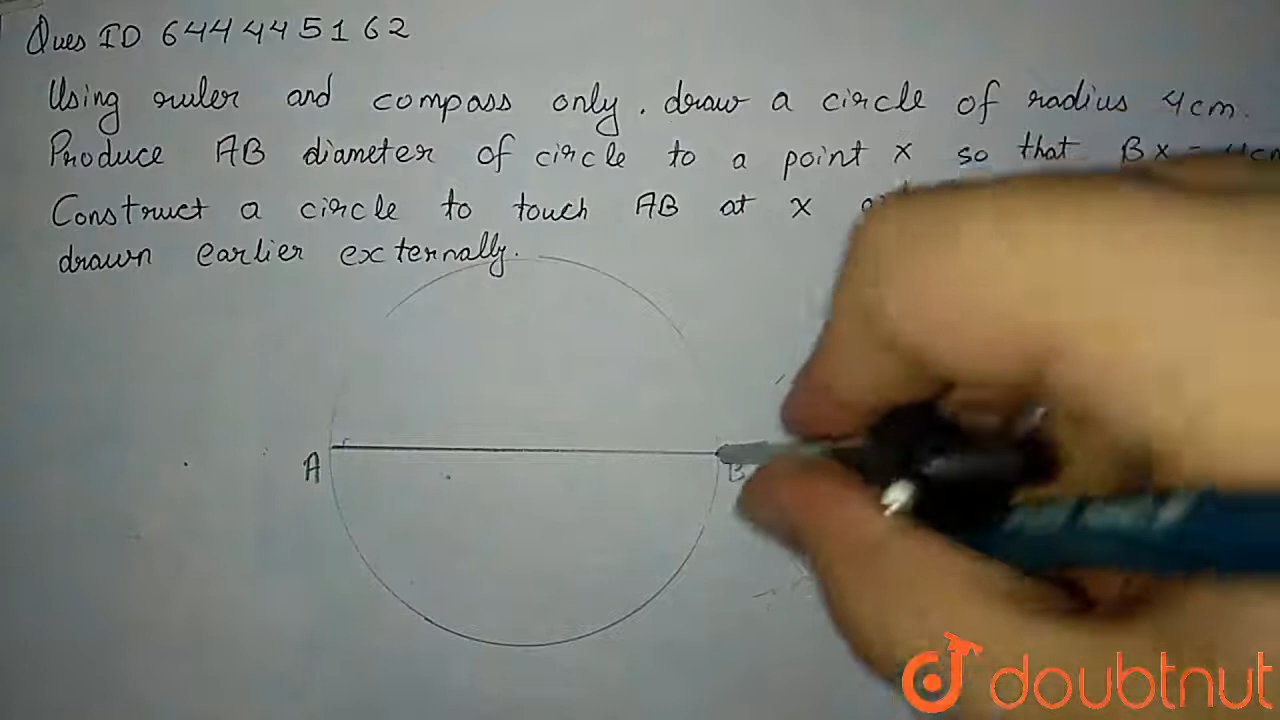 Ques ID 644445162
Using ruler and compass only. draw a circle of radius 4cm.
Produce AB diameter of circle to a point X so that BX = 4cm
Construct a circle to touch AB at X
drawn earlier externally.
A
B
doubtnut